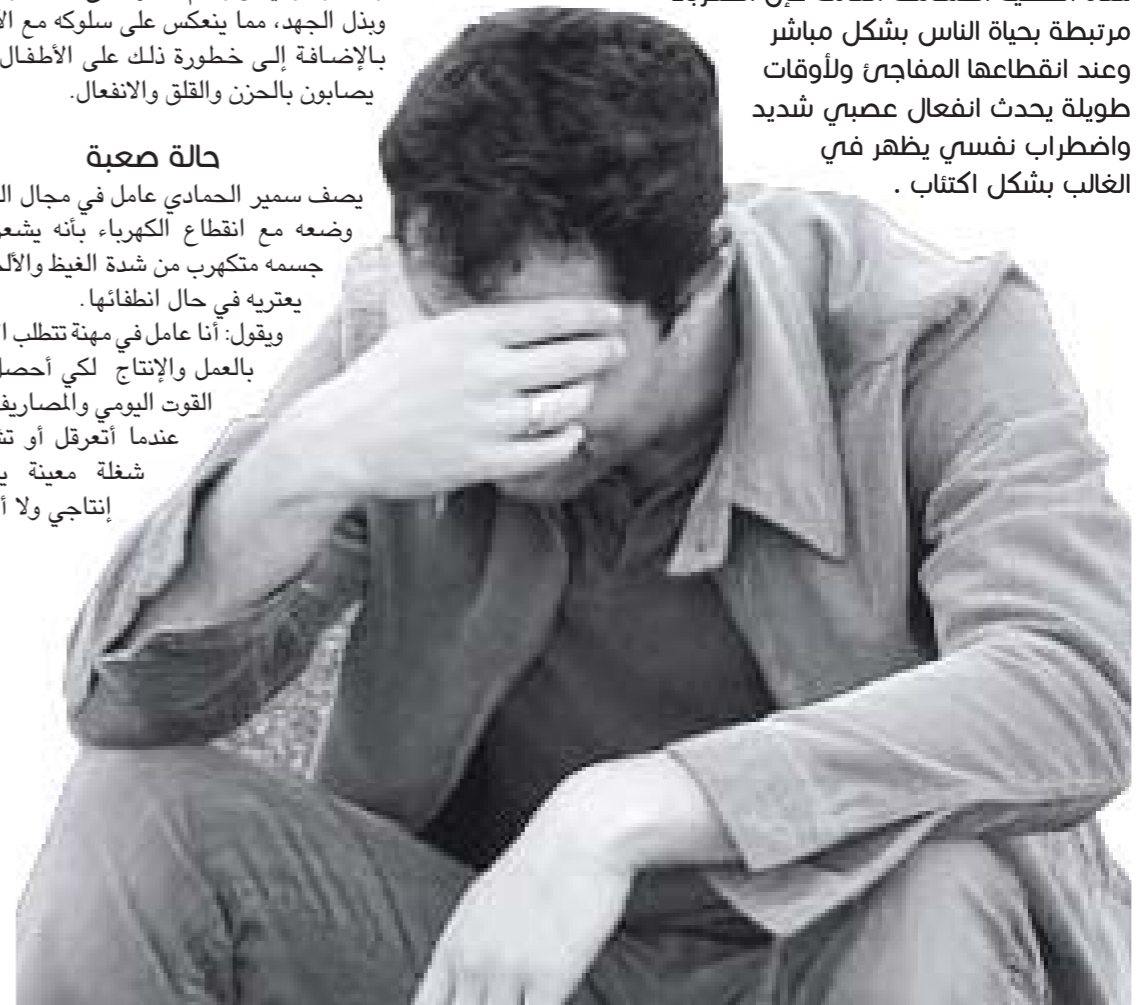 مرتبطة بحياة الناس بشكل مباشر
وعند انقطاعها المفاجئ ولأوقات
طويلة يحدث انفعال عصبي شديد
واضطراب نفسي يظهر في
الغالب بشكل اكتئاب .
وبذل الجهد، مما ينعكس على سلوكه مع
بالإضافة إلى خطورة ذلك على الأطفال
يصابون بالحزن والقلق والانفعال.
حالة صعبة
يصف سمير الحمادي عامل في مجال
وضعه مع انقطاع الكهرباء بأنه
جسمه متكهرب من شدة الغيظ
يعتريه في حال انطفائها.
ويقول: أنا عامل في مهنة تتطلب
بالعمل والإنتاج لكي
القوت اليومي والمصاريف
عندما أتعرقل أو
شغلة معينة
إنتاجي ولا